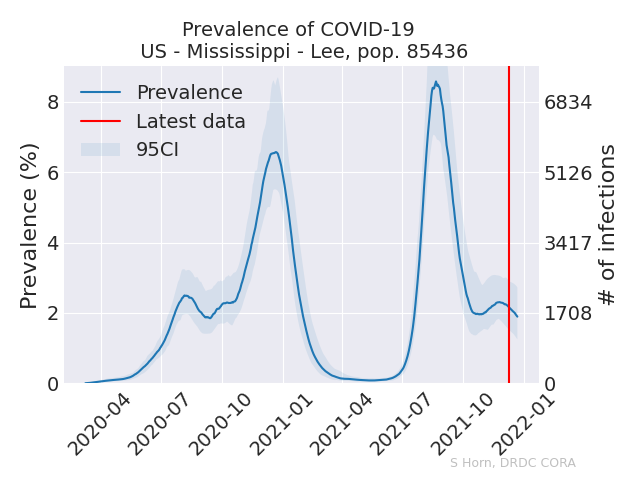 Prevalence of COVID-19
US - Mississippi - Lee, pop. 85436
Prevalence
Latest data
95CI
Prevalence (%)
8
6
4
2
0
6834
5126
3417
1708
0
# of infections
2020-04
2020-07
2020-10
2021-01
2021-04
2021-07
2021-10
2022-01
S Horn, DRDC CORA